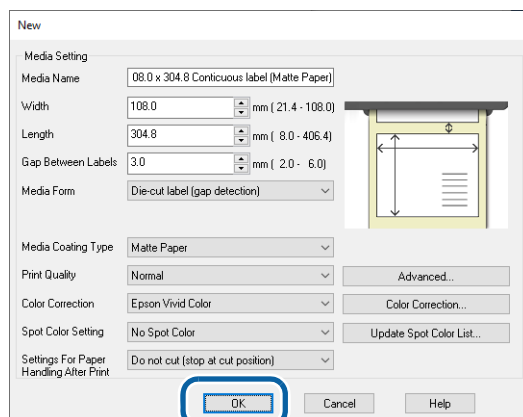 New
Media Setting
Media Name 08.0 x 304.8 Conticuous label (Matte Paper)
Width 108.0 mm ( 21.4 - 108.0)
Length 304.8 mm ( 8.0 - 406.4)
Gap Between Labels 3.0 mm ( 2.0 - 6.0)
Media Form Die-cut label (gap detection)
Media Coating Type Matte Paper
Print Quality Normal Advanced...
Color Correction Epson Vivid Color Color Correction...
Spot Color Setting No Spot Color Update Spot Color List...
Settings For Paper Do not cut (stop at cut position)
Handling After Print
OK Cancel Help